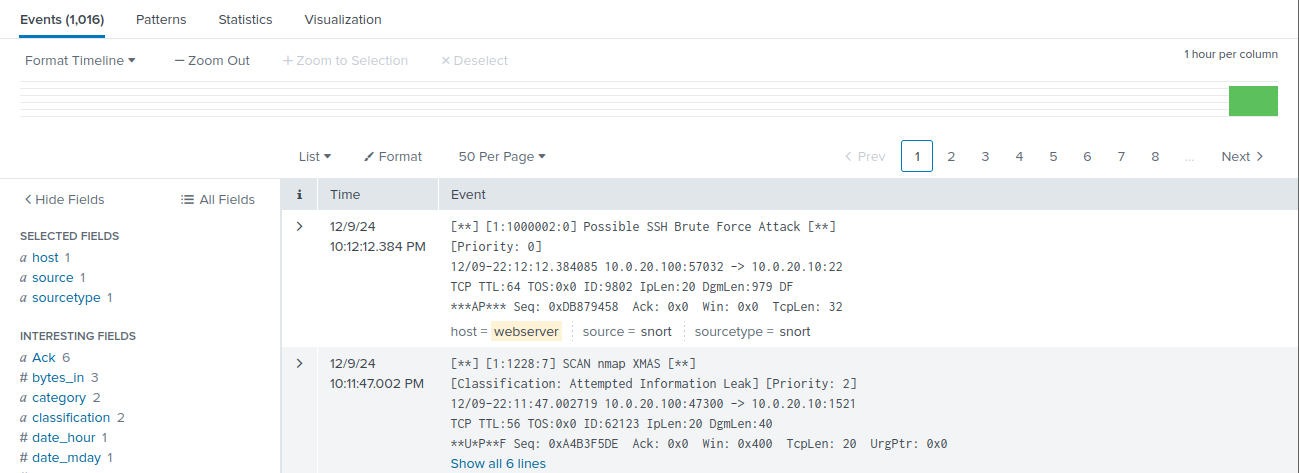 Events (1,016) Patterns Statistics Visualization
Format Timeline — Zoom Out + Zoom to Selection × Deselect 1 hour per column
List Format 50 Per Page < Prev 1 2 3 4 5 6 7 8 ... Next >
< Hide Fields All Fields
SELECTED FIELDS
a host 1
a source 1
a sourcetype 1
INTERESTING FIELDS
a Ack 6
# bytes_in 3
a category 2
a classification 2
# date_hour 1
# date_mday 1
i Time Event
> 12/9/24
10:12:12.384 PM
[**] [1:1000002:0] Possible SSH Brute Force Attack [**]
[Priority: 0]
12/09-22:12:12.384085 10.0.20.100:57032 -> 10.0.20.10:22
TCP TTL:64 TOS:0x0 ID:9802 IpLen:20 DgmLen:979 DF
***AP*** Seq: 0xDB879458 Ack: 0x0 Win: 0x0 TcpLen: 32
host = webserver source = snort sourcetype = snort
> 12/9/24
10:11:47.002 PM
[**] [1:1228:7] SCAN nmap XMAS [**]
[Classification: Attempted Information Leak] [Priority: 2]
12/09-22:11:47.002719 10.0.20.100:47300 -> 10.0.20.10:1521
TCP TTL:56 TOS:0x0 ID:62123 IpLen:20 DgmLen:40
**U*P**F Seq: 0xA4B3F5DE Ack: 0x0 Win: 0x400 TcpLen: 20 UrgPtr: 0x0
Show all 6 lines